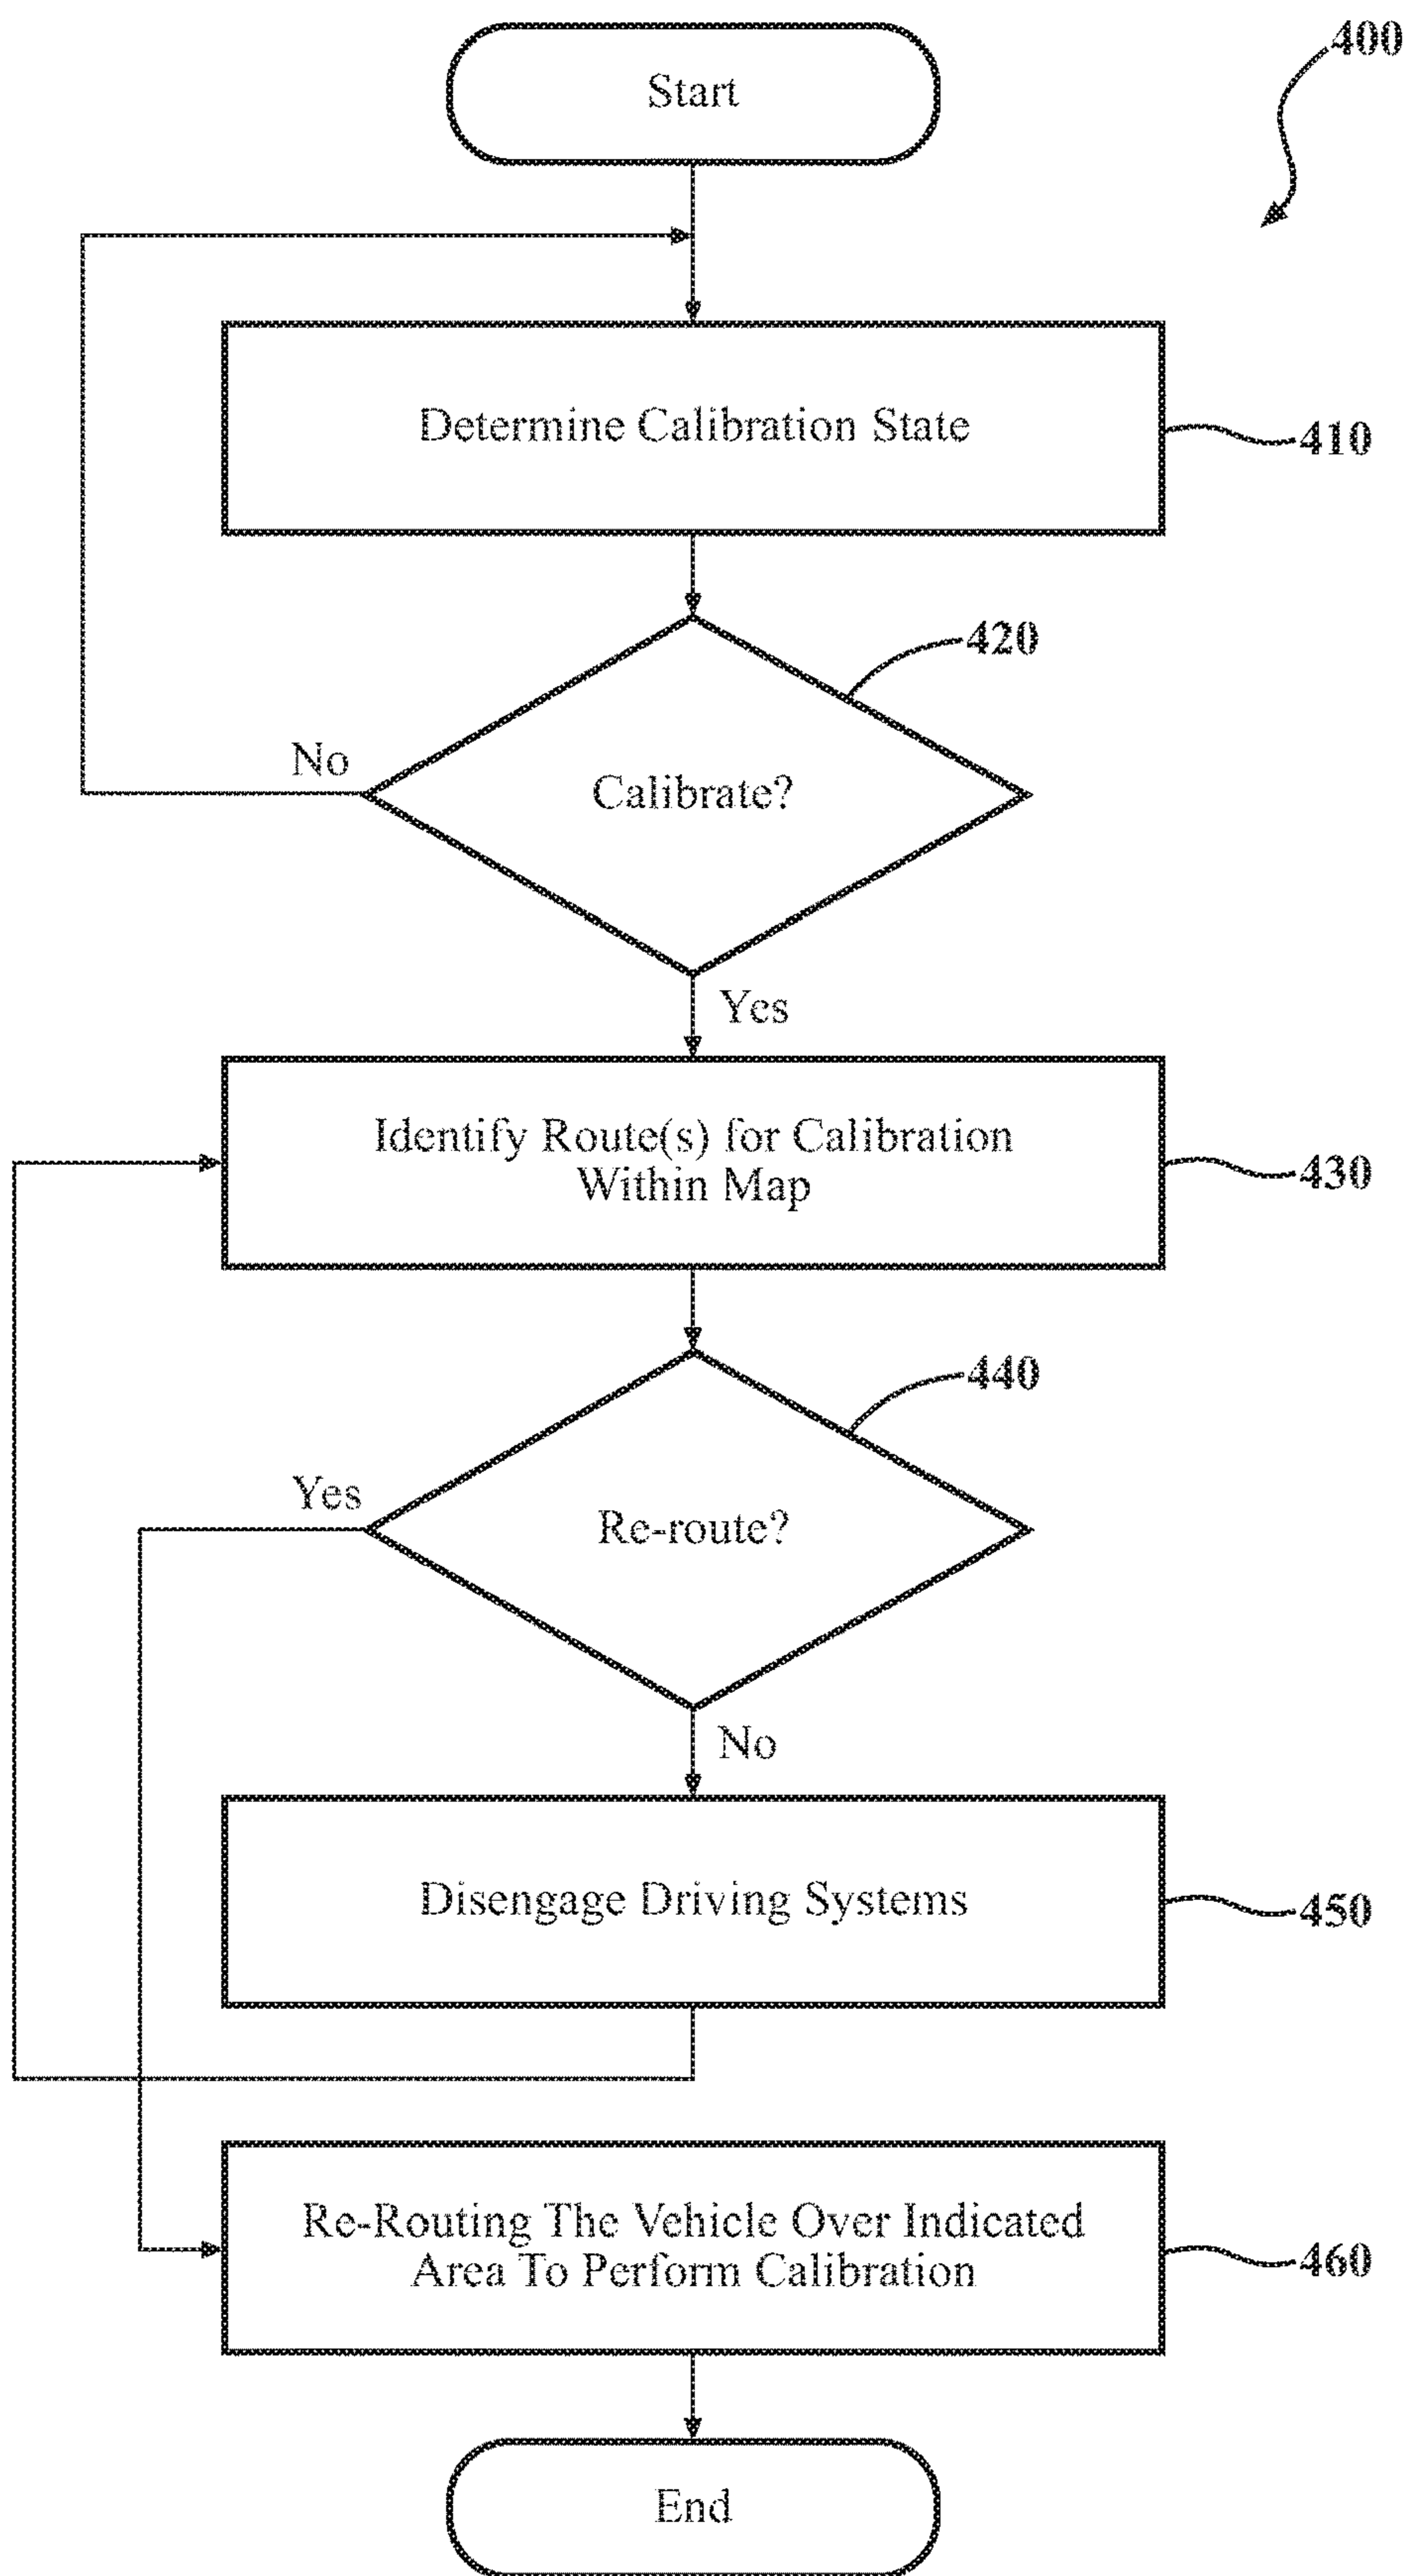 Start
400
Determine Calibration State
410
420
No
Calibrate?
Yes
Identify Route(s) for Calibration
Within Map
430
440
Yes
Re-route?
No
Disengage Driving Systems
450
Re-Routing The Vehicle Over Indicated
Area To Perform Calibration
460
End